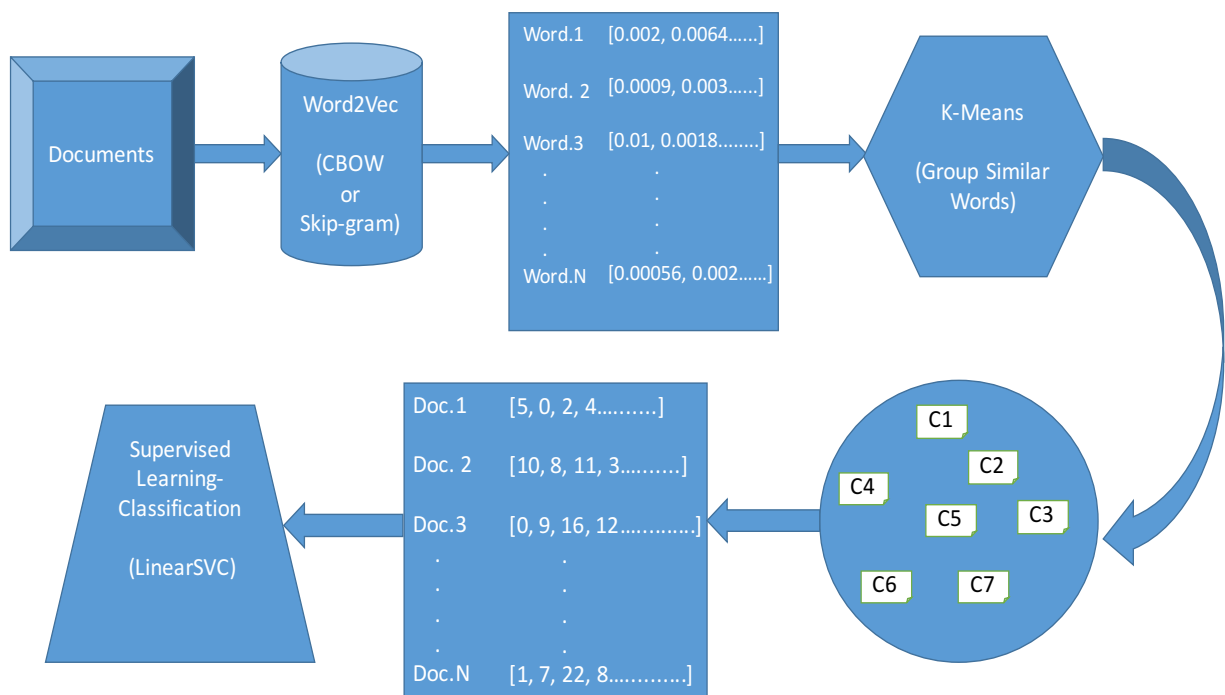 Documents
Word2Vec
(CBOW
or
Skip-gram)
Word.1 [0.002, 0.0064......]
Word. 2 [0.0009, 0.003......]
Word.3 [0.01, 0.0018........]
. .
. .
. .
. .
Word.N [0.00056, 0.002......]
K-Means
(Group Similar
Words)
C1
C2
C4
C5
C3
C6
C7
Doc.1 [5, 0, 2, 4..........]
Doc. 2 [10, 8, 11, 3..........]
Doc.3 [0, 9, 16, 12............]
. .
. .
. .
. .
Doc.N [1, 7, 22, 8............]
Supervised
Learning-
Classification
(LinearSVC)